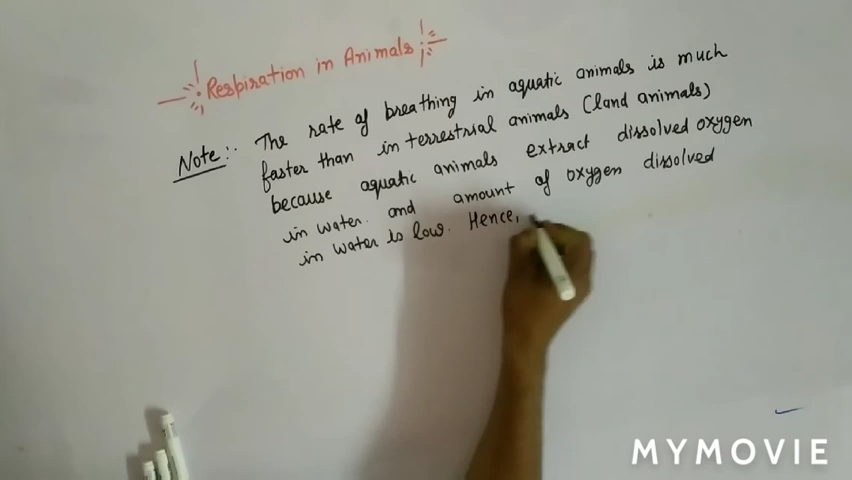 Respiration in Animals
Note:- The rate of breathing in aquatic animals is much
faster than in terrestrial animals (land animals)
because aquatic animals extract dissolved oxygen
in water. and amount of oxygen dissolved
in water is low. Hence,
MYMOVIE